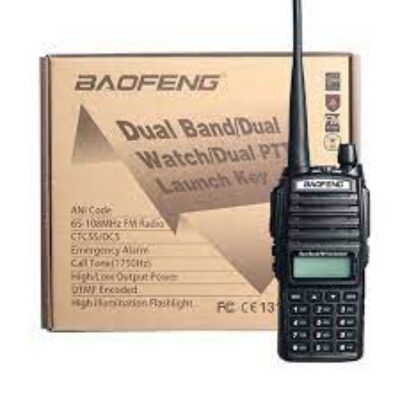 BAOFENG
Dual Band/Dual
Watch/Dual PTT
Launch Key
ANI Code
65-108MHz FM Radio
CTCSS/DCS
Emergency Alarm
Call Tone(1750Hz)
High/Low Output Power
DTMF Encoded
High illumination Flashlight
FC CE 13
BAOFENG